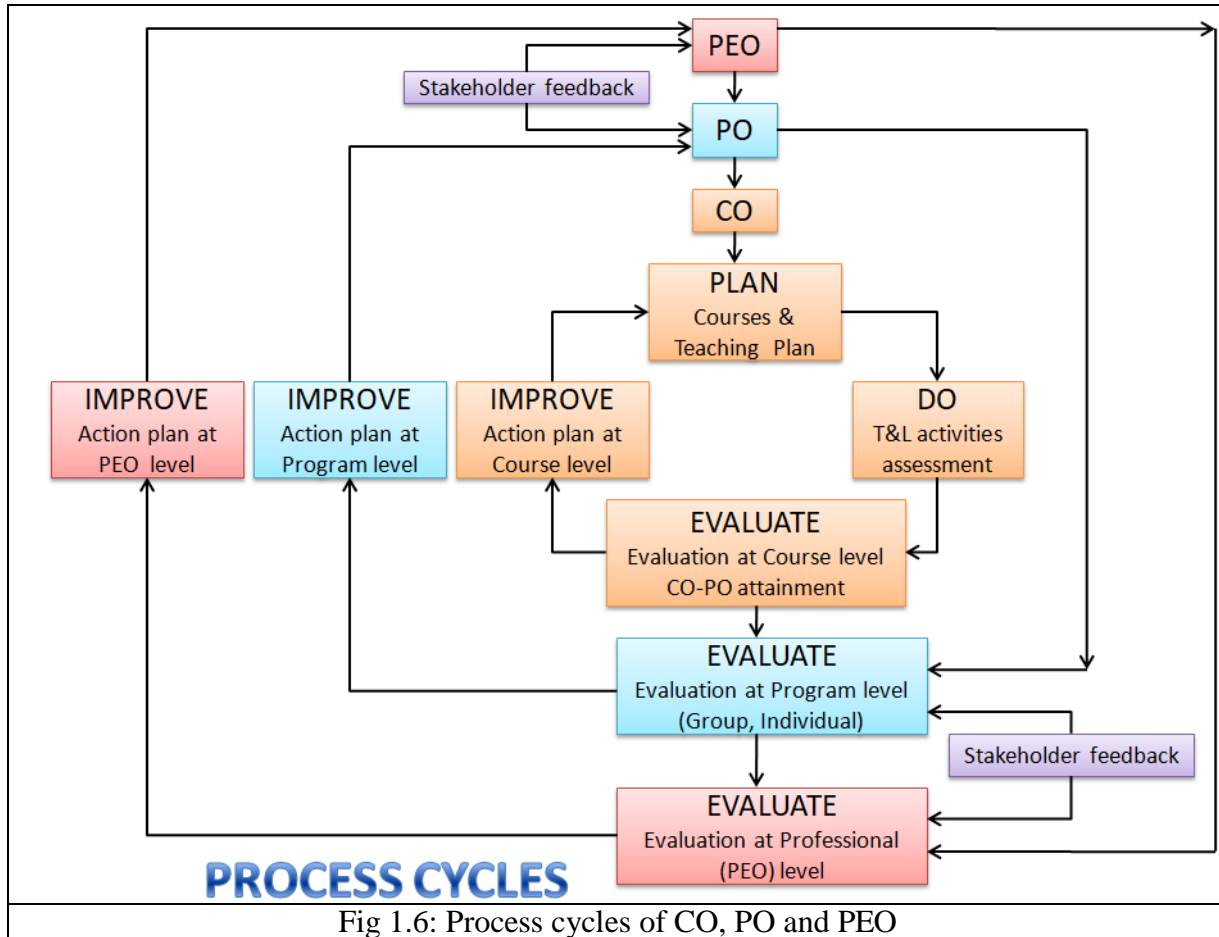 PEO
Stakeholder feedback
PO
CO
PLAN
Courses &
Teaching Plan
IMPROVE
Action plan at
PEO level
IMPROVE
Action plan at
Program level
IMPROVE
Action plan at
Course level
DO
T&L activities
assessment
EVALUATE
Evaluation at Course level
CO-PO attainment
EVALUATE
Evaluation at Program level
(Group, Individual)
Stakeholder feedback
EVALUATE
Evaluation at Professional
(PEO) level
PROCESS CYCLES
Fig 1.6: Process cycles of CO, PO and PEO